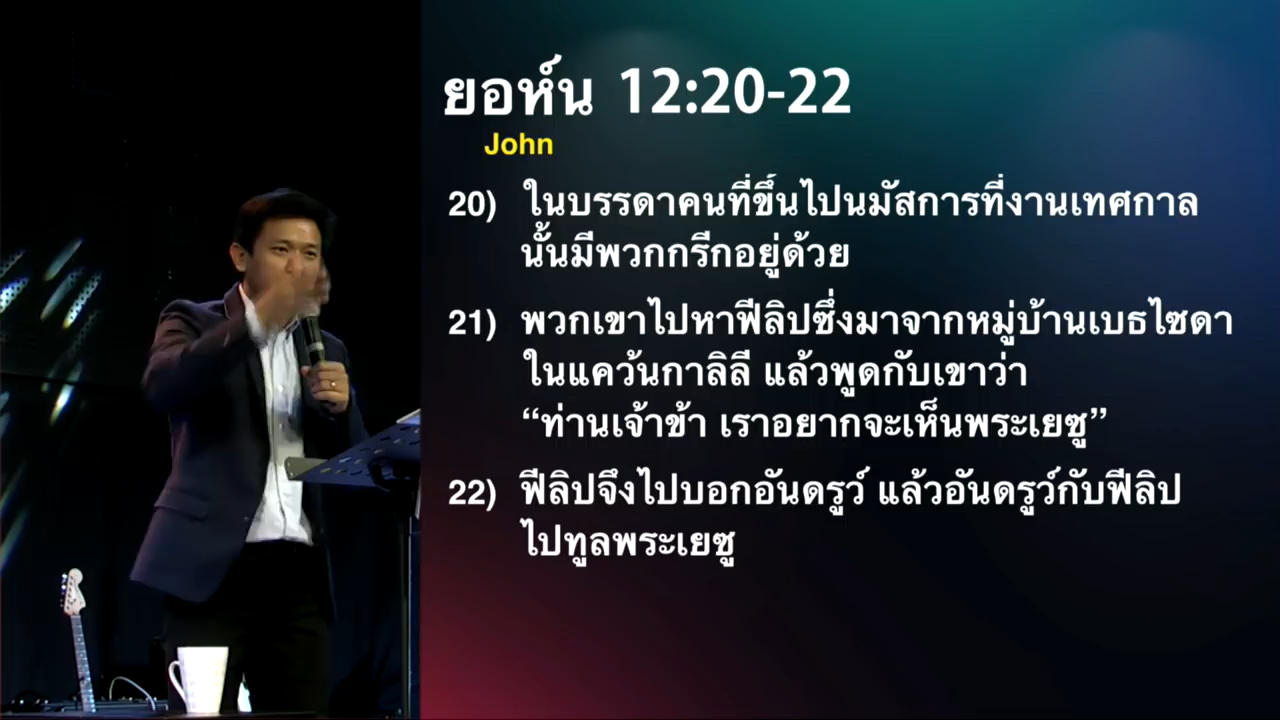 ยอห์น 12:20-22
John
20) ในบรรดาคนที่ขึ้นไปนมัสการที่งานเทศกาล
นั้นมีพวกกรีกอยู่ด้วย
21) พวกเขาไปหาฟีลิปซึ่งมาจากหมู่บ้านเบธไซดา
ในแคว้นกาลิลี แล้วพูดกับเขาว่า
“ท่านเจ้าข้า เราอยากจะเห็นพระเยซู”
22) ฟีลิปจึงไปบอกอันดรูว์ แล้วอันดรูว์กับฟีลิป
ไปทูลพระเยซู